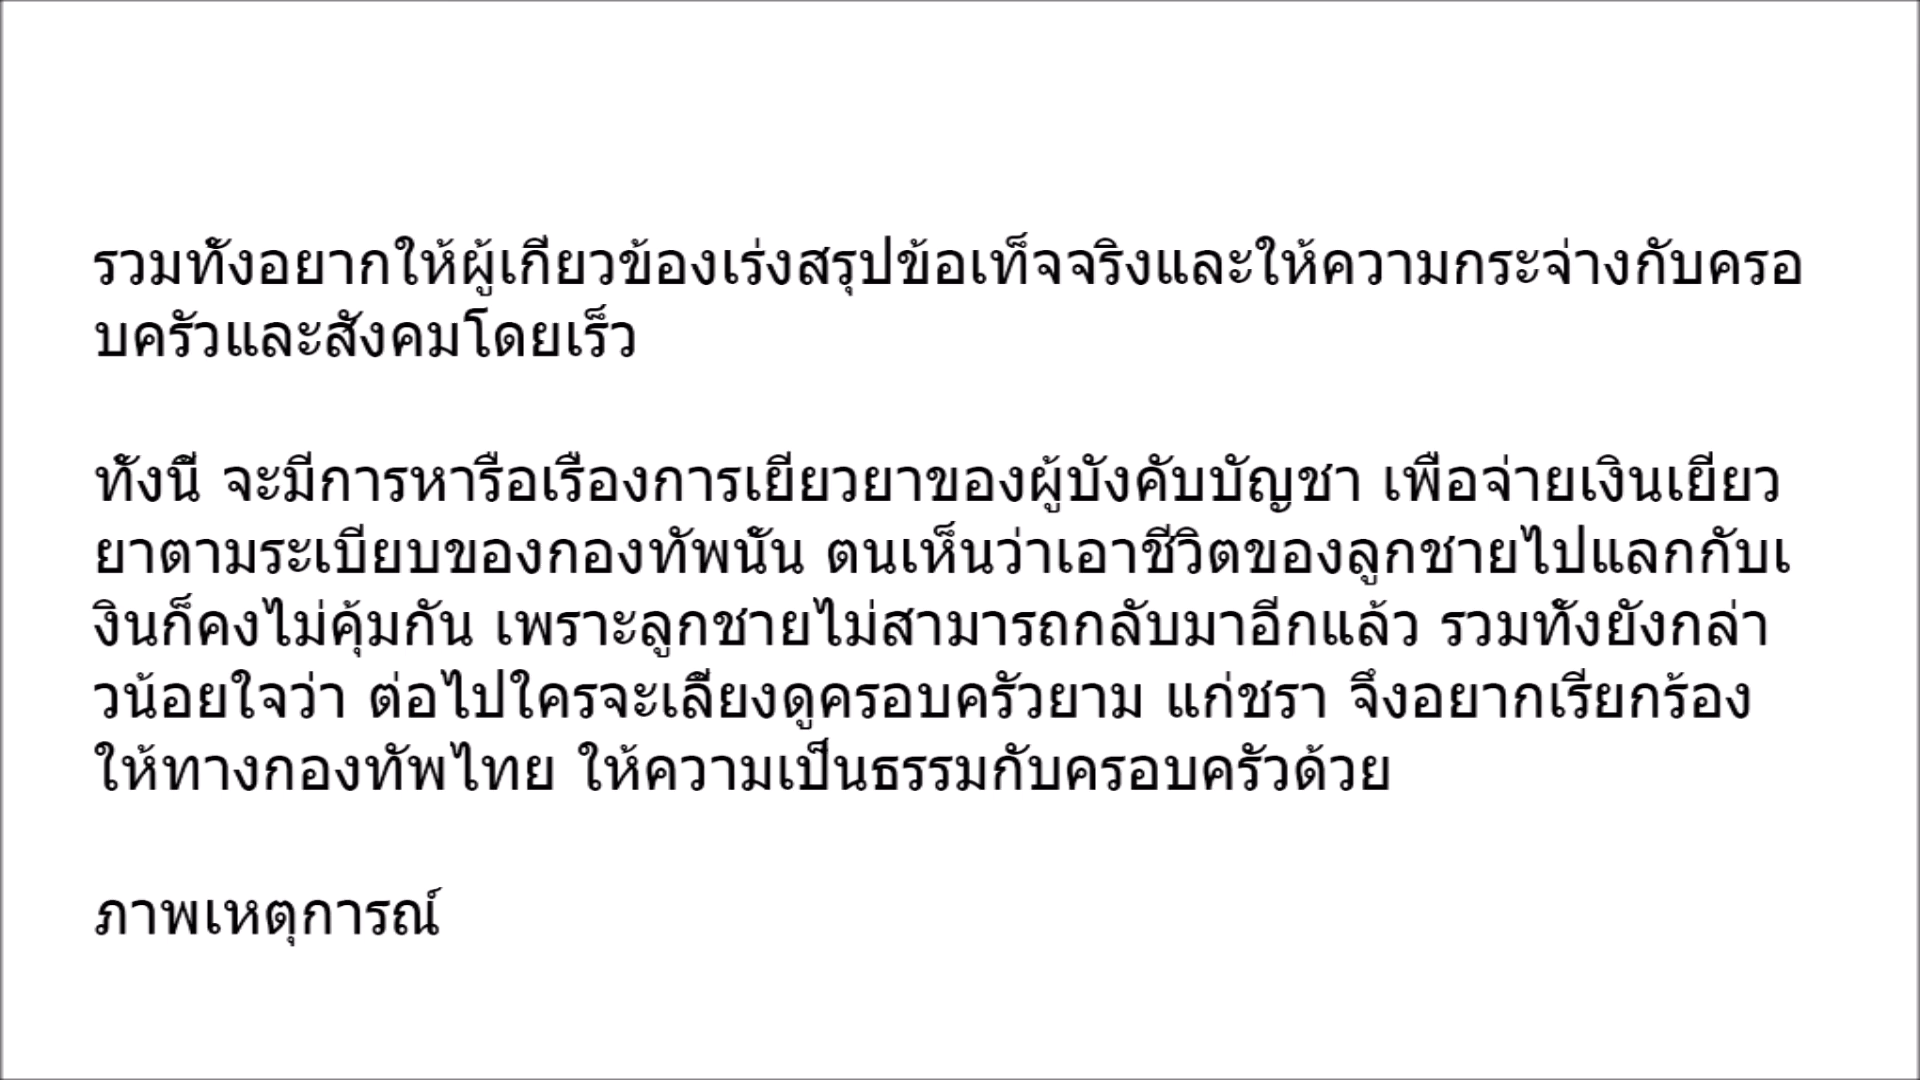 รวมทั้งอยากให้ผู้เกี่ยวข้องเร่งสรุปข้อเท็จจริงและให้ความกระจ่างกับครอ
บครัวและสังคมโดยเร็ว
ทั้งนี้ จะมีการหารือเรื่องการเยียวยาของผู้บังคับบัญชา เพื่อจ่ายเงินเยียว
ยาตามระเบียบของกองทัพนั้น ตนเห็นว่าเอาชีวิตของลูกชายไปแลกกับเ
งินก็คงไม่คุ้มกัน เพราะลูกชายไม่สามารถกลับมาอีกแล้ว รวมทั้งยังกล่า
วน้อยใจว่า ต่อไปใครจะเลี้ยงดูครอบครัวยาม แก่ชรา จึงอยากเรียกร้อง
ให้ทางกองทัพไทย ให้ความเป็นธรรมกับครอบครัวด้วย
ภาพเหตุการณ์